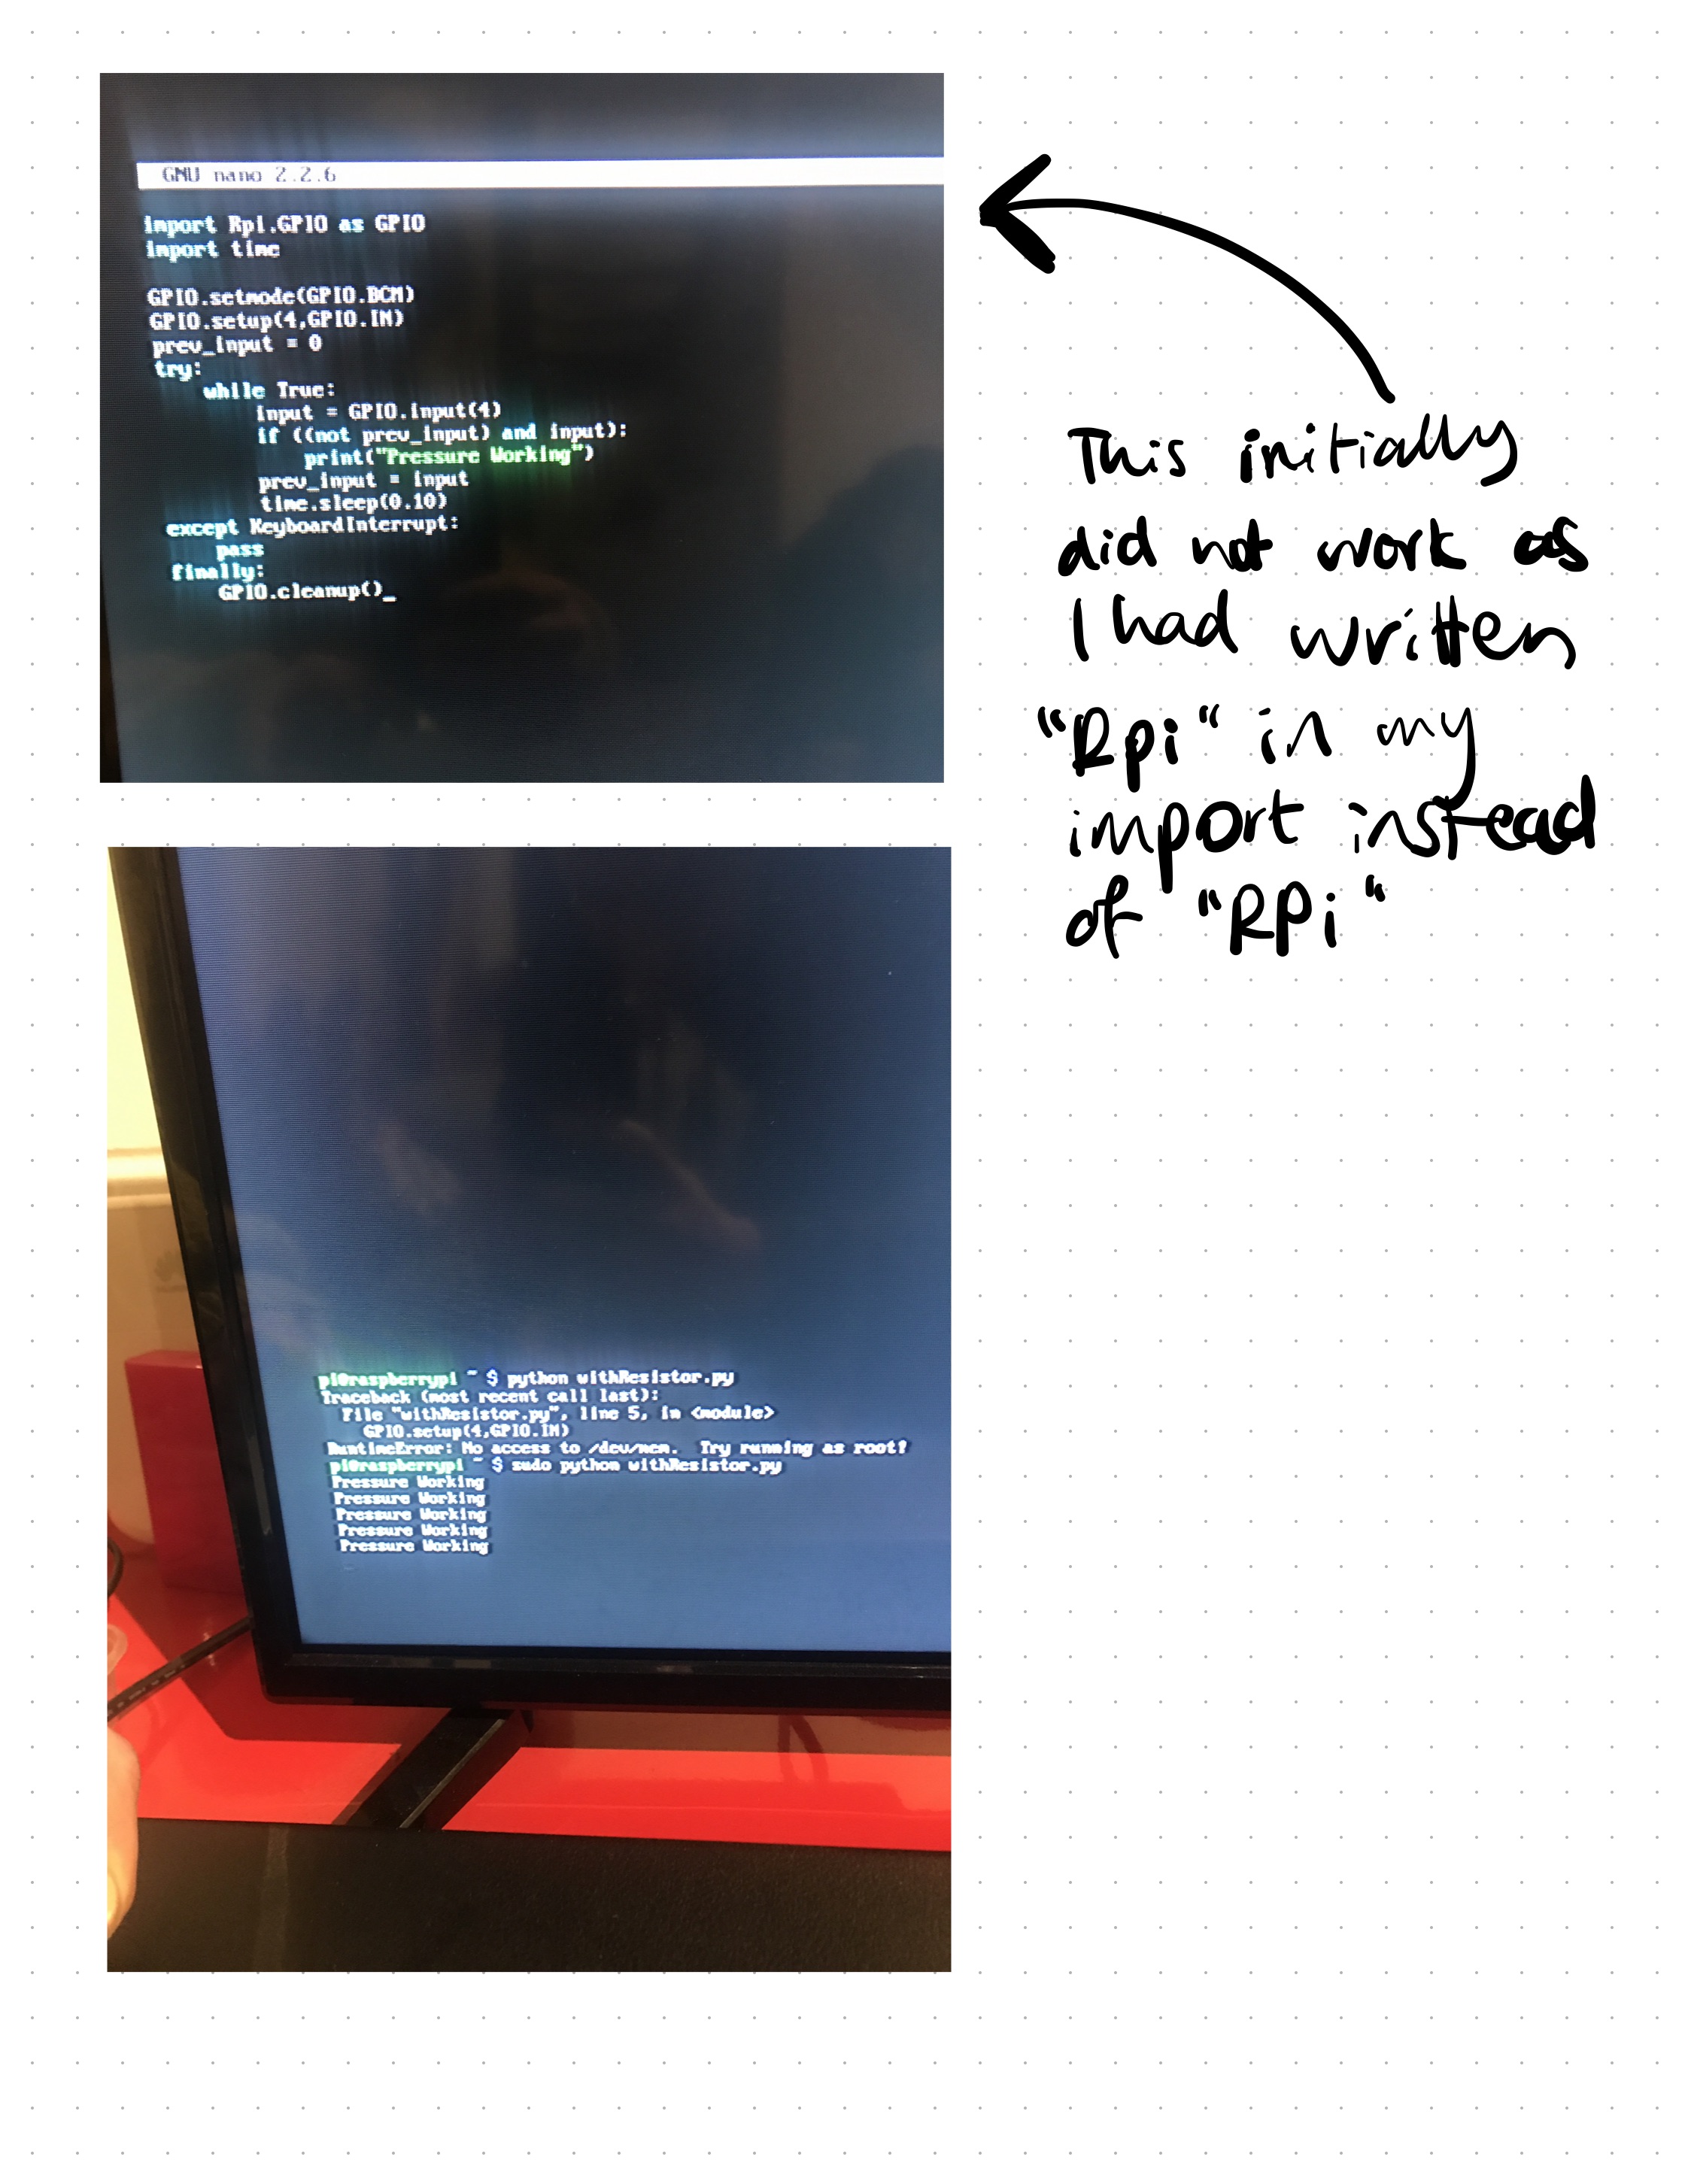 GNU nano 2.2.6
import Rpi.GPIO as GPIO
import time
GPIO.setmode(GPIO.BCM)
GPIO.setup(4,GPIO.IN)
prev_input = 0
try:
    while True:
        input = GPIO.input(4)
        if ((not prev_input) and input):
            print("Pressure Working")
        prev_input = input
        time.sleep(0.10)
except KeyboardInterrupt:
    pass
finally:
    GPIO.cleanup()_
This initially
did not work as
I had written
"Rpi" in my
import instead
of "RPi"
pi@raspberrypi ~ $ python withResistor.py
Traceback (most recent call last):
  File "withResistor.py", line 5, in <module>
    GPIO.setup(4,GPIO.IN)
RuntimeError: No access to /dev/mem.  Try running as root!
pi@raspberrypi ~ $ sudo python withResistor.py
Pressure Working
Pressure Working
Pressure Working
Pressure Working
Pressure Working